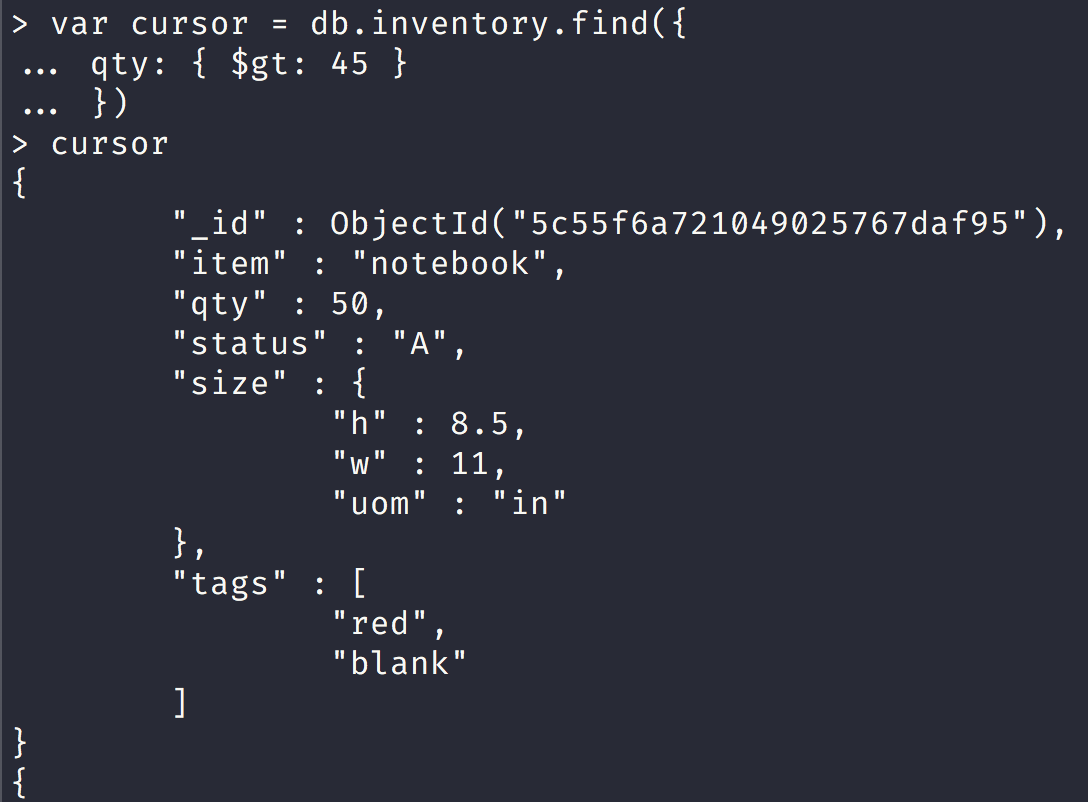 > var cursor = db.inventory.find({
... qty: { $gt: 45 }
... })
> cursor
{
        "_id" : ObjectId("5c55f6a721049025767daf95"),
        "item" : "notebook",
        "qty" : 50,
        "status" : "A",
        "size" : {
                "h" : 8.5,
                "w" : 11,
                "uom" : "in"
        },
        "tags" : [
                "red",
                "blank"
        ]
}
{